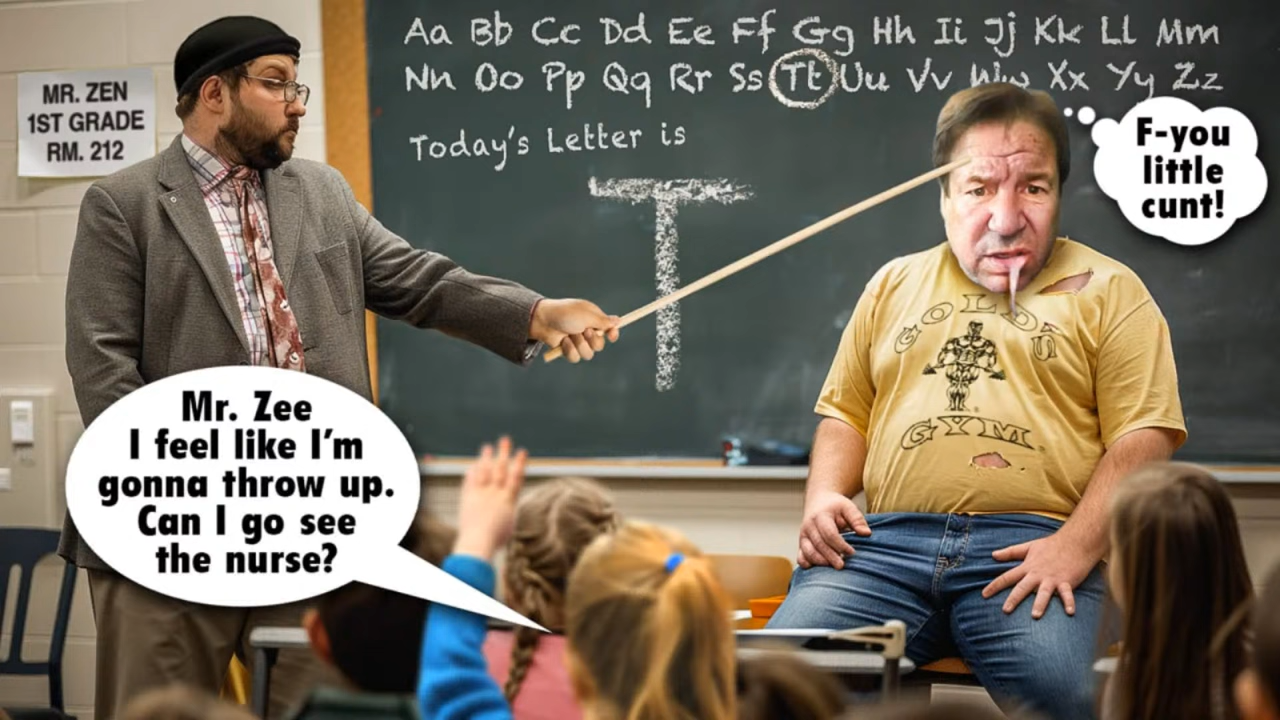 Aa Bb Cc Dd Ee Ff Gg Hh Ii Jj Kk Ll Mm
Nn Oo Pp Qq Rr Ss Tt Uu Vv Ww Xx Yy Zz
Today's Letter is
T
MR. ZEN
1ST GRADE
RM. 212
F-you
little
cunt!
GOLD'S
GYM
Mr. Zee
I feel like I'm
gonna throw up.
Can I go see
the nurse?